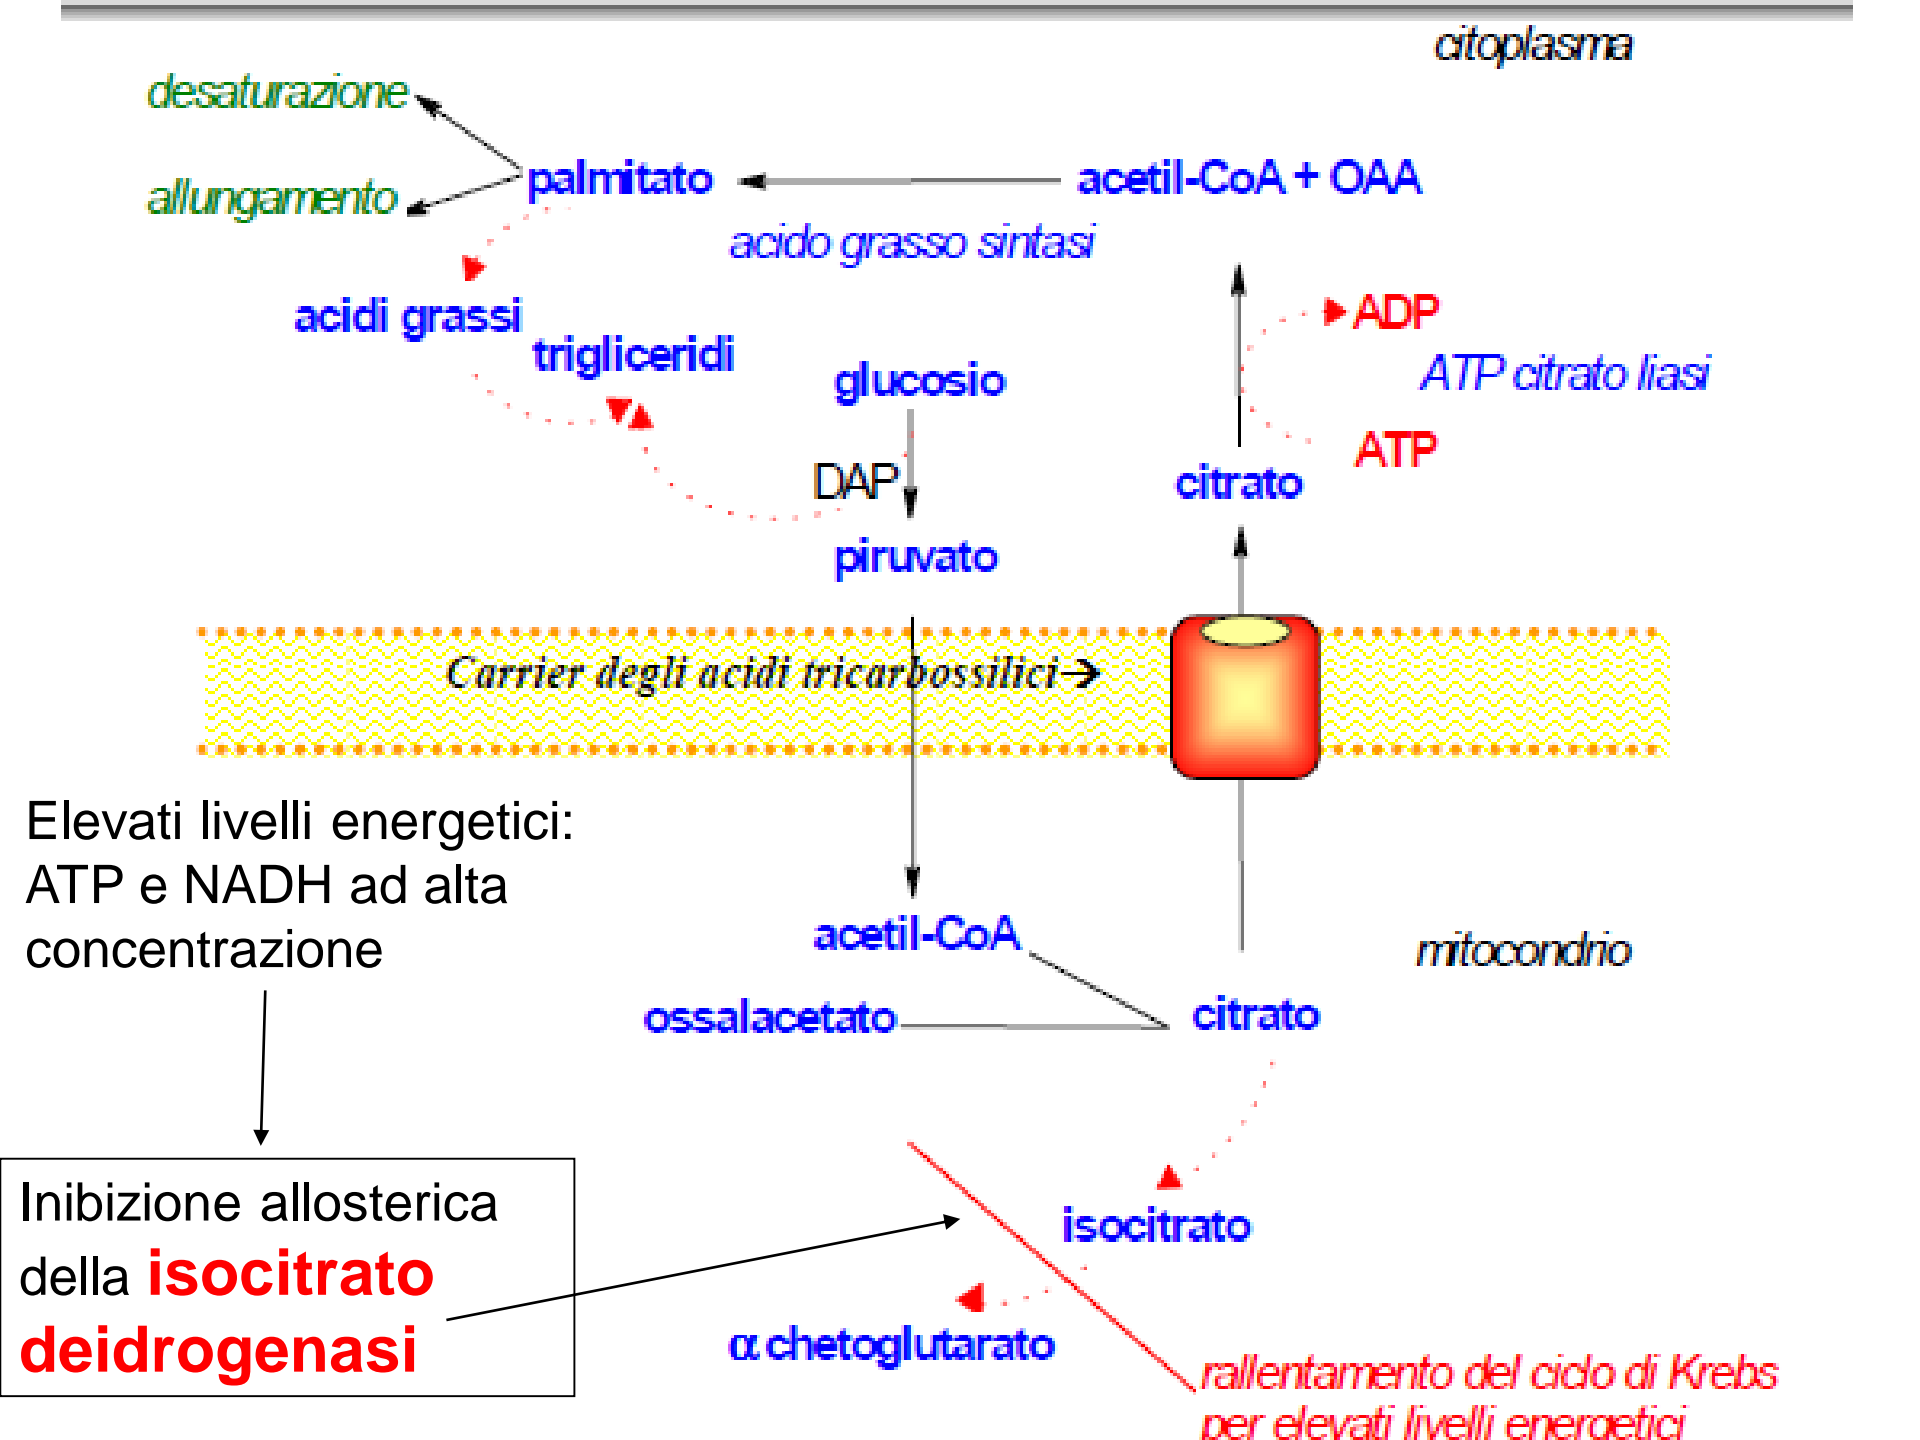 citoplasma
desaturazione
allungamento
palmitato
acetil-CoA + OAA
acido grasso sintasi
acidi grassi
trigliceridi
glucosio
ADP
ATP citrato liasi
ATP
DAP
citrato
piruvato
Carrier degli acidi tricarbossilici→
Elevati livelli energetici:
ATP e NADH ad alta
concentrazione
acetil-CoA
mitocondrio
ossalacetato
citrato
Inibizione allosterica
della isocitrato
deidrogenasi
isocitrato
α chetoglutarato
rallentamento del ciclo di Krebs
per elevati livelli energetici